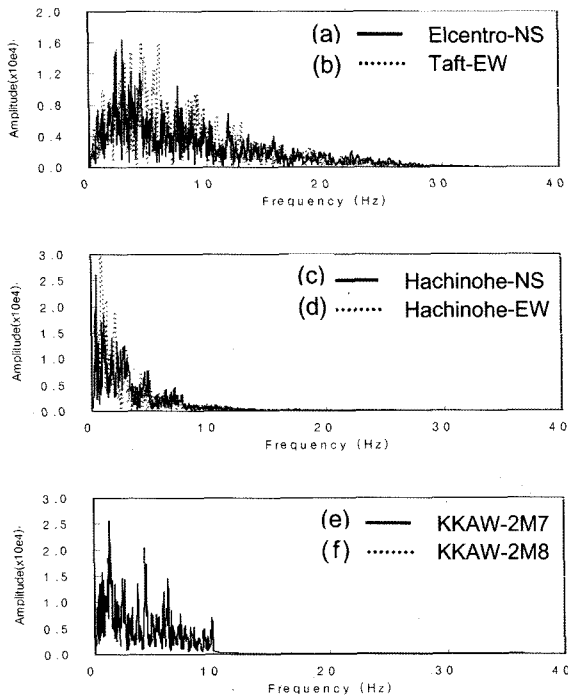 2.0
1.6
1.2
0.8
0.4
0.0
Amplitude(x10e4)
(a) Elcentro-NS
(b) Taft-EW
0 10 20 30 40
Frequency (Hz)
3.0
2.5
2.0
1.5
1.0
0.5
0.0
Amplitude(x10e4)
(c) Hachinohe-NS
(d) Hachinohe-EW
0 10 20 30 40
Frequency (Hz)
3.0
2.5
2.0
1.5
1.0
0.5
0.0
Amplitude(x10e4)
(e) KKAW-2M7
(f) KKAW-2M8
0 10 20 30 40
Frequency (Hz)